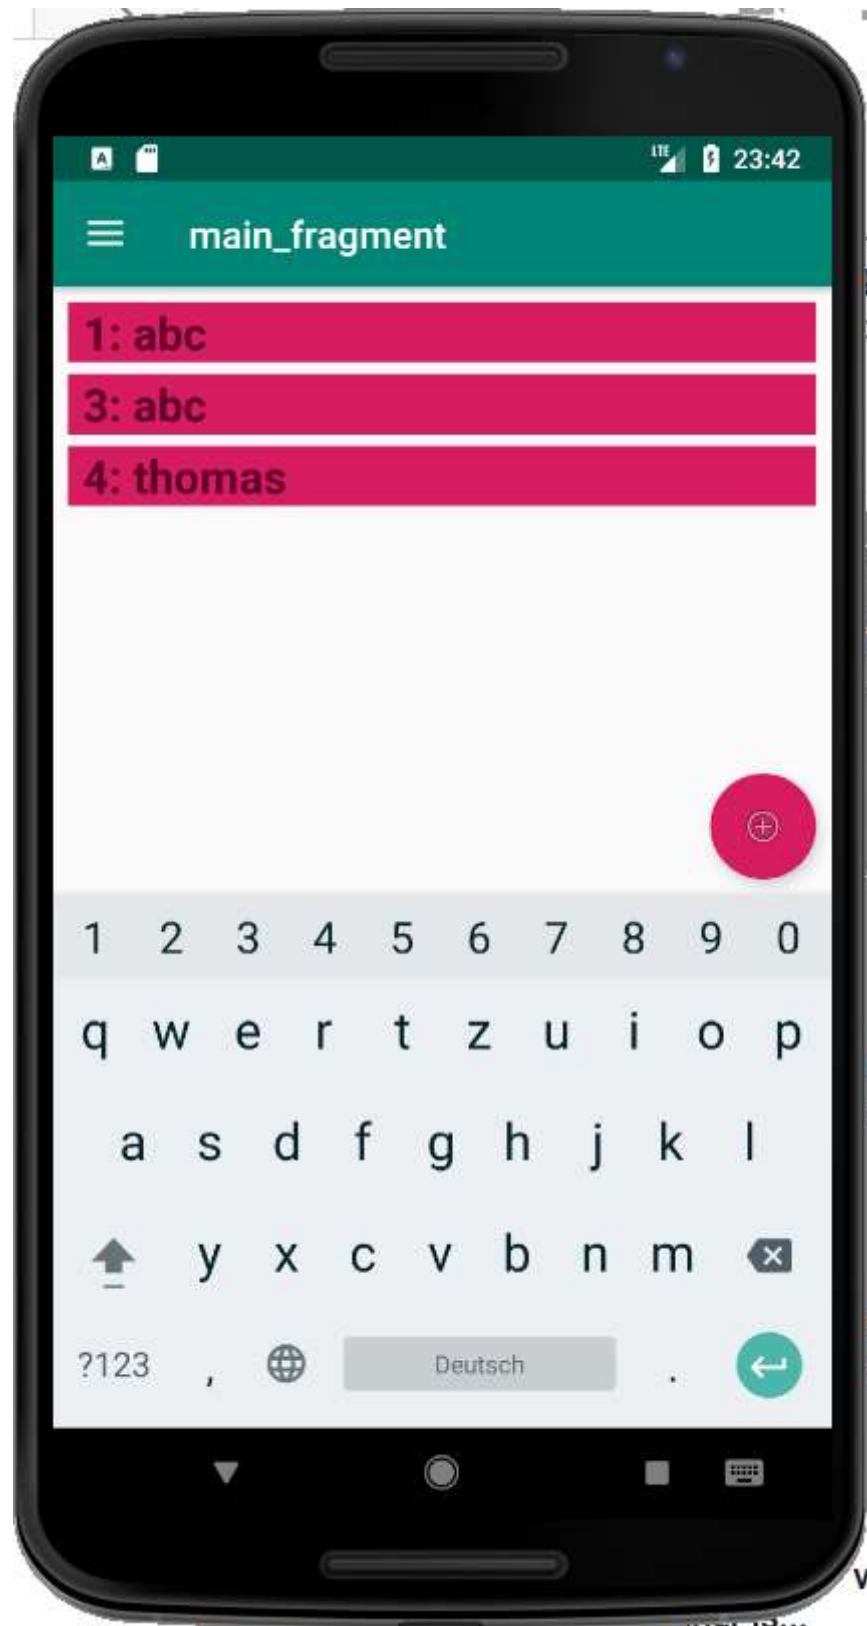 LTE 23:42
main_fragment
1: abc
3: abc
4: thomas
1 2 3 4 5 6 7 8 9 0
q w e r t z u i o p
a s d f g h j k l
y x c v b n m
?123 , Deutsch .